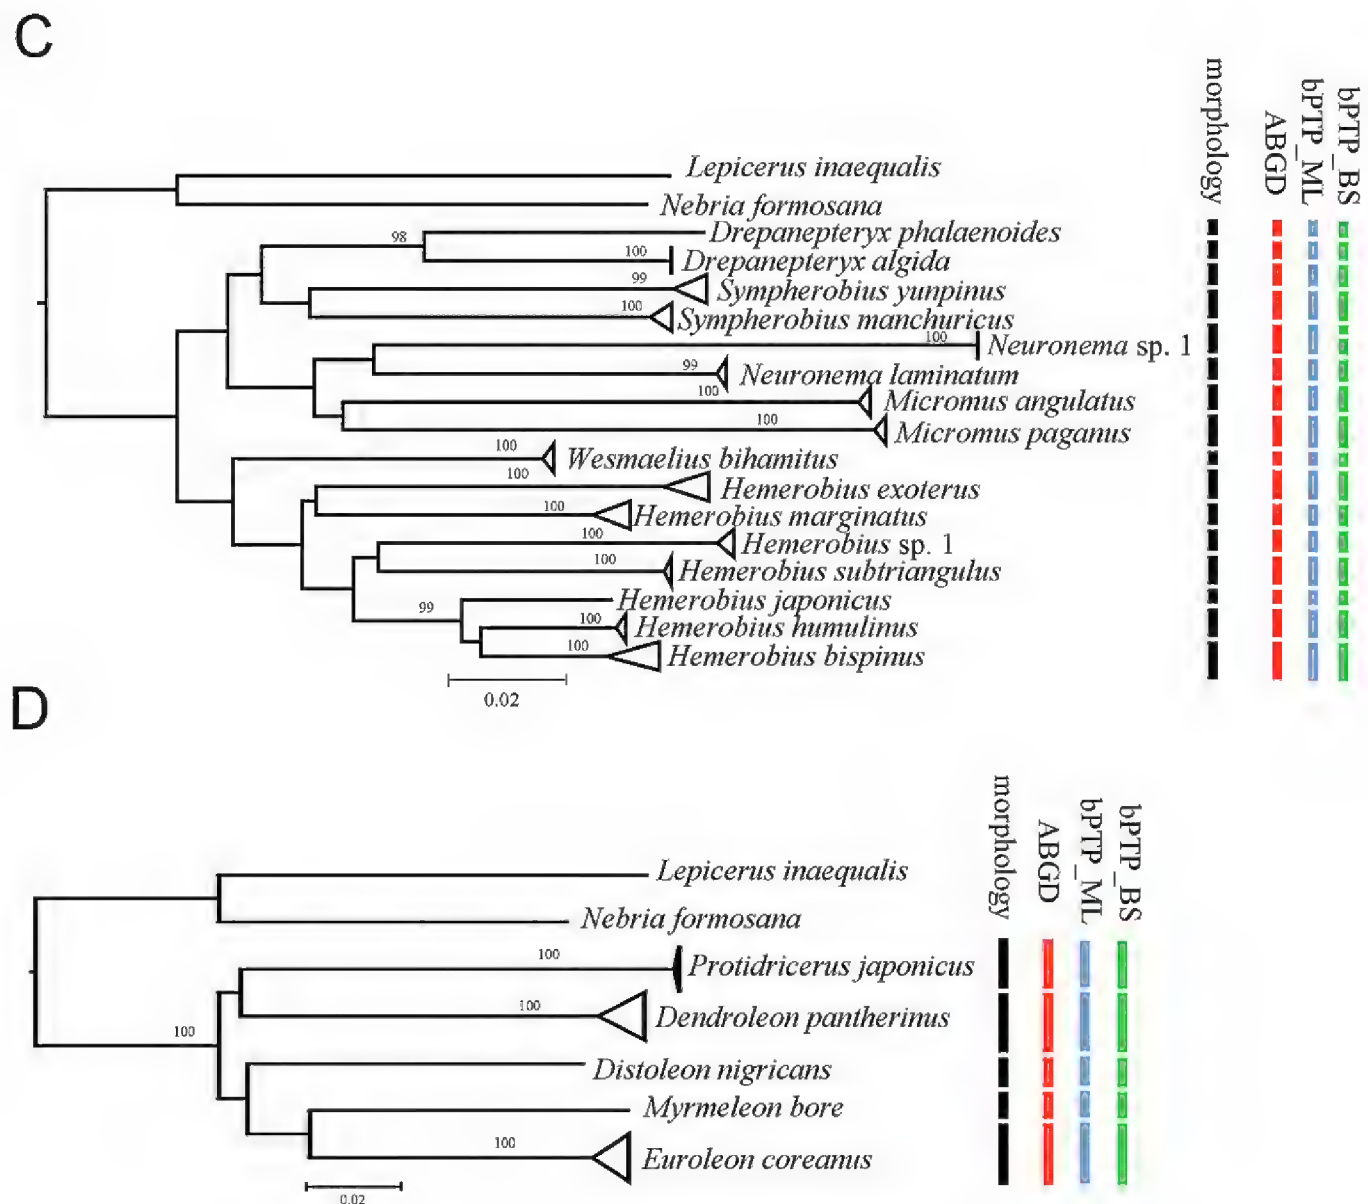 C
morphology
ABGD
bPTP_ML
bPTP_BS
Lepicerus inaequalis
Nebria formosana
98
Drepanepteryx phalaenoides
100
Drepanepteryx algida
99
Sympherobius yunpinus
100
Sympherobius manchuricus
100
Neuronema sp. 1
99
Neuronema laminatum
100
Micromus angulatus
100
Micromus paganus
100
Wesmaelius bihamitus
100
Hemerobius exoterus
100
Hemerobius marginatus
100
Hemerobius sp. 1
100
Hemerobius subtriangulus
99
Hemerobius japonicus
100
Hemerobius humulinus
100
Hemerobius bispinus
0.02
D
morphology
ABGD
bPTP_ML
bPTP_BS
Lepicerus inaequalis
Nebria formosana
100
Protidricerus japonicus
100
Dendroleon pantherinus
100
Distoleon nigricans
Myrmeleon bore
100
Euroleon coreanus
0.02